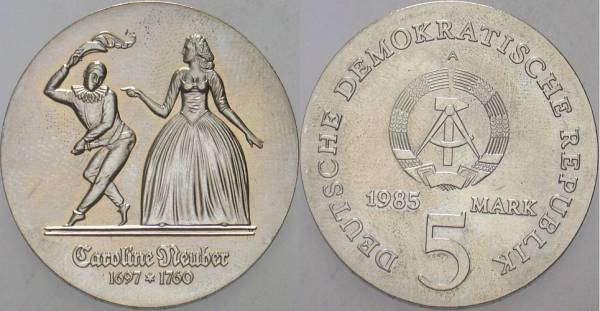 Caroline Neuber
1697 * 1760
DEUTSCHE DEMOKRATISCHE REPUBLIK
A
1985 MARK
5